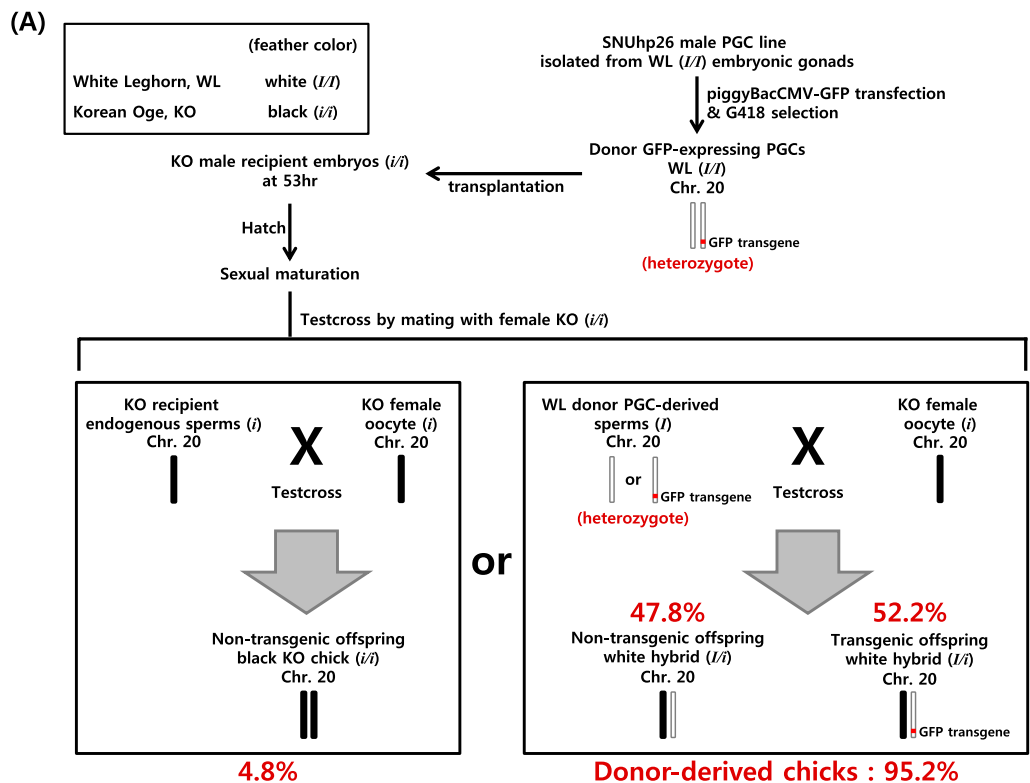 (A)
(feather color)
White Leghorn, WL white (I/I)
Korean Oge, KO black (i/i)
SNUhp26 male PGC line
isolated from WL (I/I) embryonic gonads
piggyBacCMV-GFP transfection
& G418 selection
Donor GFP-expressing PGCs
WL (I/I)
Chr. 20
GFP transgene
(heterozygote)
transplantation
KO male recipient embryos (i/i)
at 53hr
Hatch
Sexual maturation
Testcross by mating with female KO (i/i)
KO recipient
endogenous sperms (i)
Chr. 20
X
Testcross
KO female
oocyte (i)
Chr. 20
Non-transgenic offspring
black KO chick (i/i)
Chr. 20
4.8%
or
WL donor PGC-derived
sperms (I)
Chr. 20
or
GFP transgene
(heterozygote)
X
Testcross
KO female
oocyte (i)
Chr. 20
47.8%
Non-transgenic offspring
white hybrid (I/i)
Chr. 20
52.2%
Transgenic offspring
white hybrid (I/i)
Chr. 20
GFP transgene
Donor-derived chicks : 95.2%